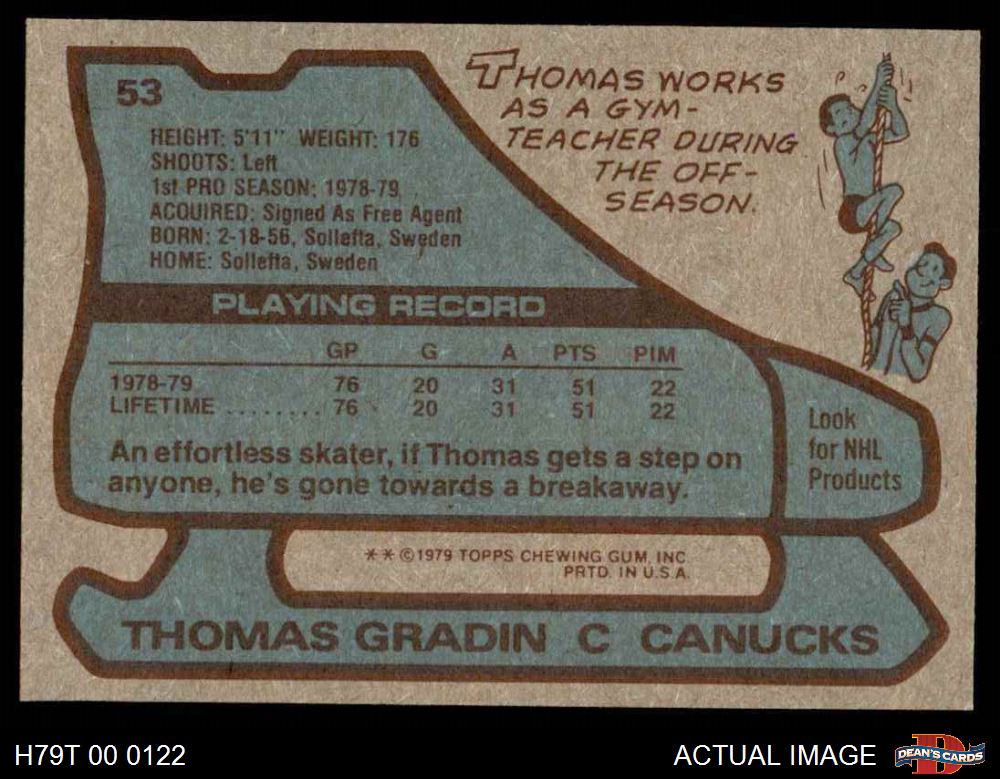 53
HEIGHT: 5'11" WEIGHT: 176
SHOOTS: Left
1st PRO SEASON: 1978-79
ACQUIRED: Signed As Free Agent
BORN: 2-18-56, Sollefta, Sweden
HOME: Sollefta, Sweden
THOMAS WORKS
AS A GYM-
TEACHER DURING
THE OFF-
SEASON.
PLAYING RECORD
GP G A PTS PIM
1978-79 76 20 31 51 22
LIFETIME ........ 76 20 31 51 22
An effortless skater, if Thomas gets a step on
anyone, he's gone towards a breakaway.
Look
for NHL
Products
** ©1979 TOPPS CHEWING GUM, INC.
PRTD. IN U.S.A.
THOMAS GRADIN C CANUCKS
H79T 00 0122
ACTUAL IMAGE
D
DEAN'S CARDS